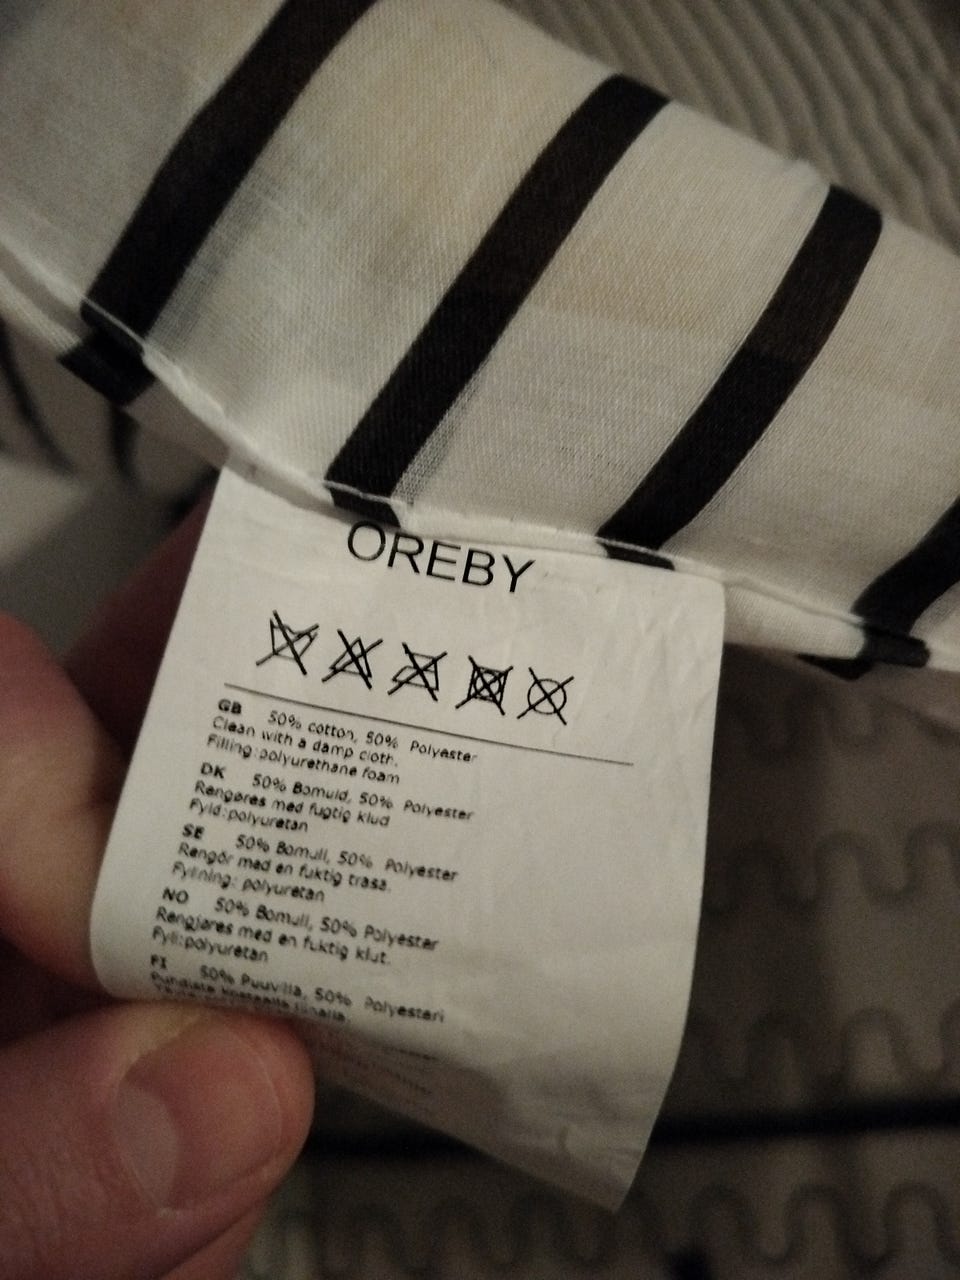 OREBY
GB 50% cotton, 50% Polyester
Clean with a damp cloth.
Filling:polyurethane foam
DK 50% Bomuld, 50% Polyester
Rengøres med fugtig klud
Fyld:polyuretan
SE 50% Bomull, 50% Polyester
Rengör med en fuktig trasa.
Fyllning: polyuretan
NO 50% Bomull, 50% Polyester
Rengjøres med en fuktig klut.
Fyll:polyuretan
FI 50% Puuvilla, 50% Polyesteri